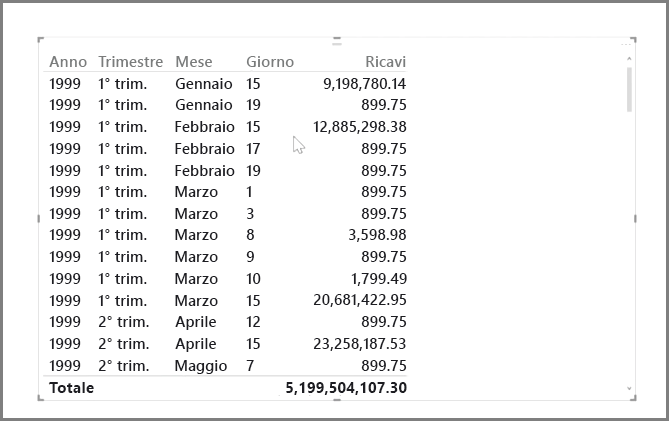 Anno Trimestre Mese Giorno Ricavi
1999 1° trim. Gennaio 15 9,198,780.14
1999 1° trim. Gennaio 19 899.75
1999 1° trim. Febbraio 15 12,885,298.38
1999 1° trim. Febbraio 17 899.75
1999 1° trim. Febbraio 19 899.75
1999 1° trim. Marzo 1 899.75
1999 1° trim. Marzo 3 899.75
1999 1° trim. Marzo 8 3,598.98
1999 1° trim. Marzo 9 899.75
1999 1° trim. Marzo 10 1,799.49
1999 1° trim. Marzo 15 20,681,422.95
1999 2° trim. Aprile 12 899.75
1999 2° trim. Aprile 15 23,258,187.53
1999 2° trim. Maggio 7 899.75
Totale 5,199,504,107.30